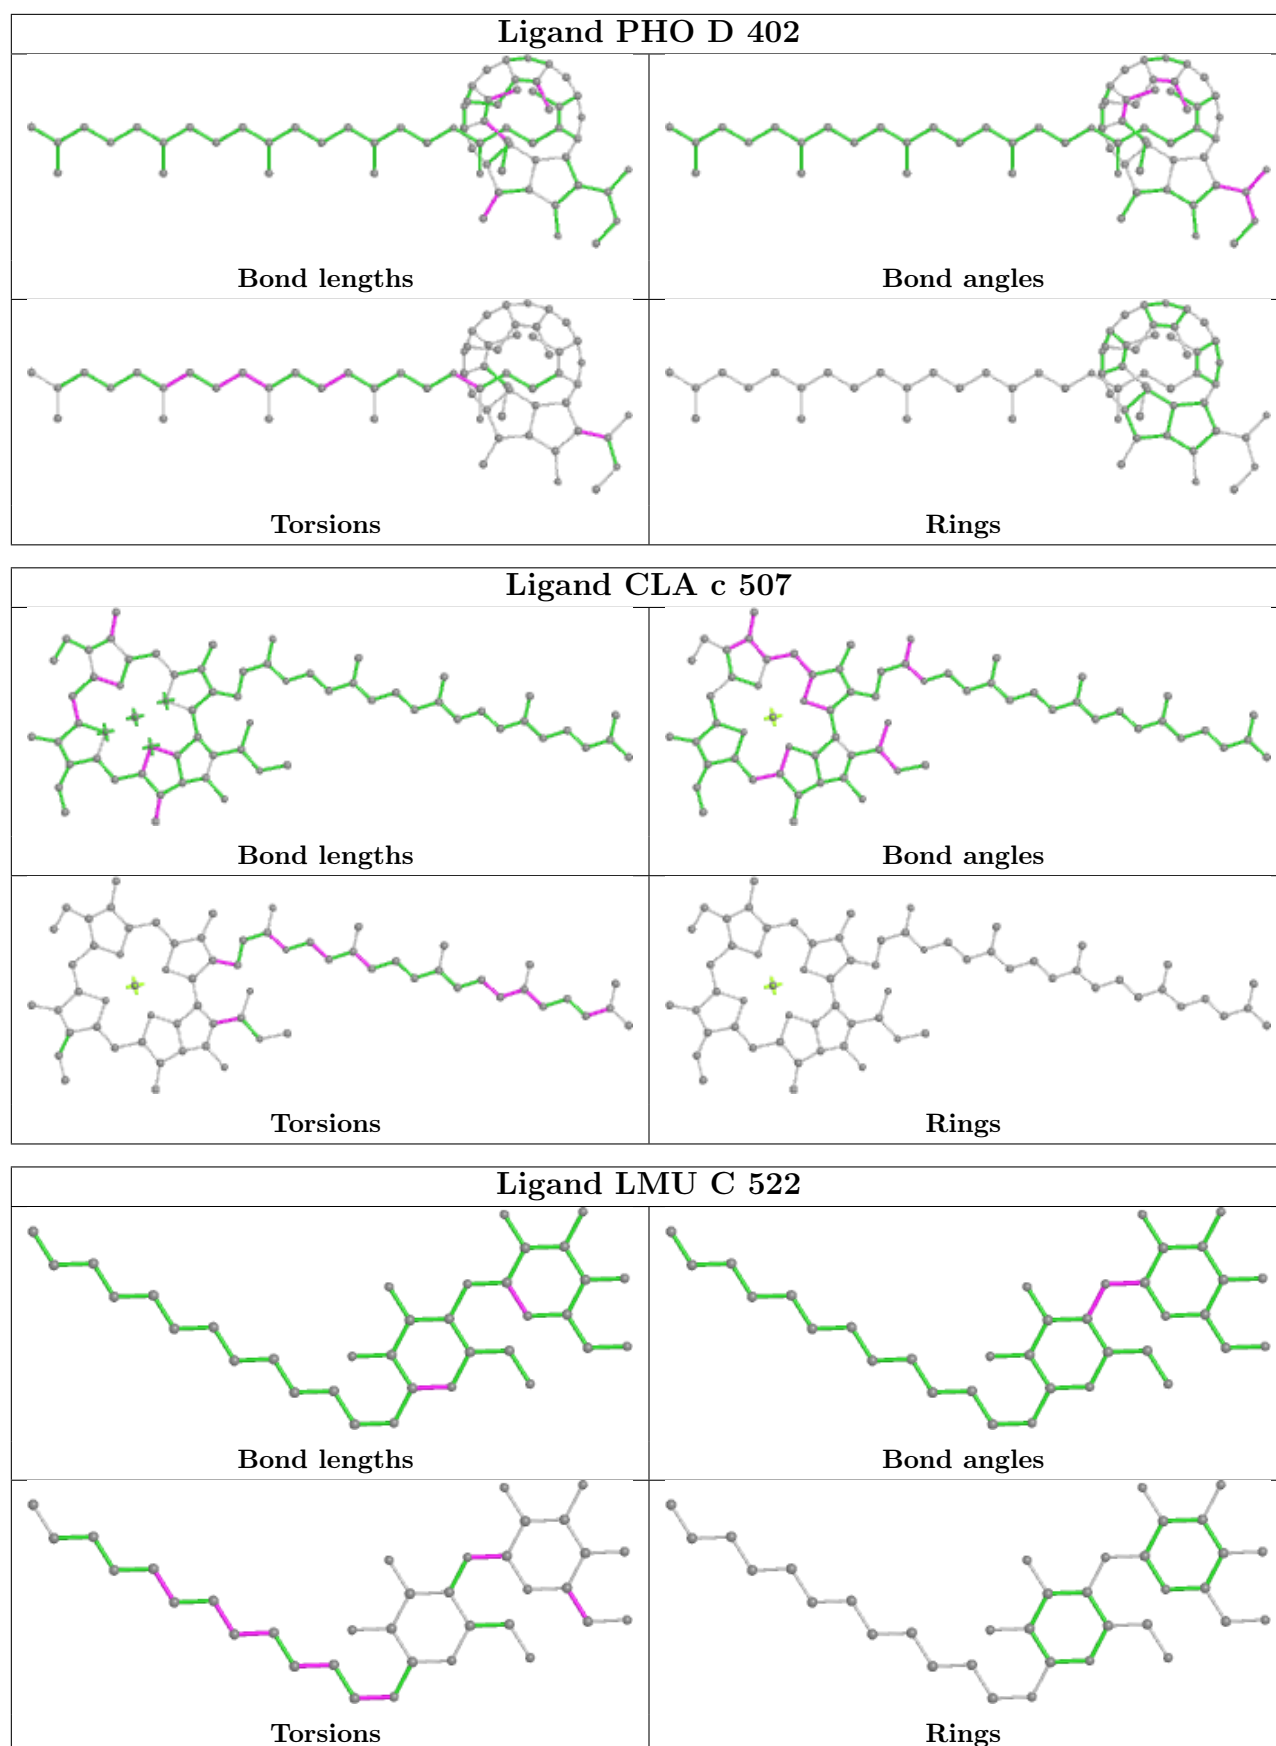 Ligand PHO D 402
Bond lengths
Bond angles
Torsions
Rings
Ligand CLA c 507
Bond lengths
Bond angles
Torsions
Rings
Ligand LMU C 522
Bond lengths
Bond angles
Torsions
Rings